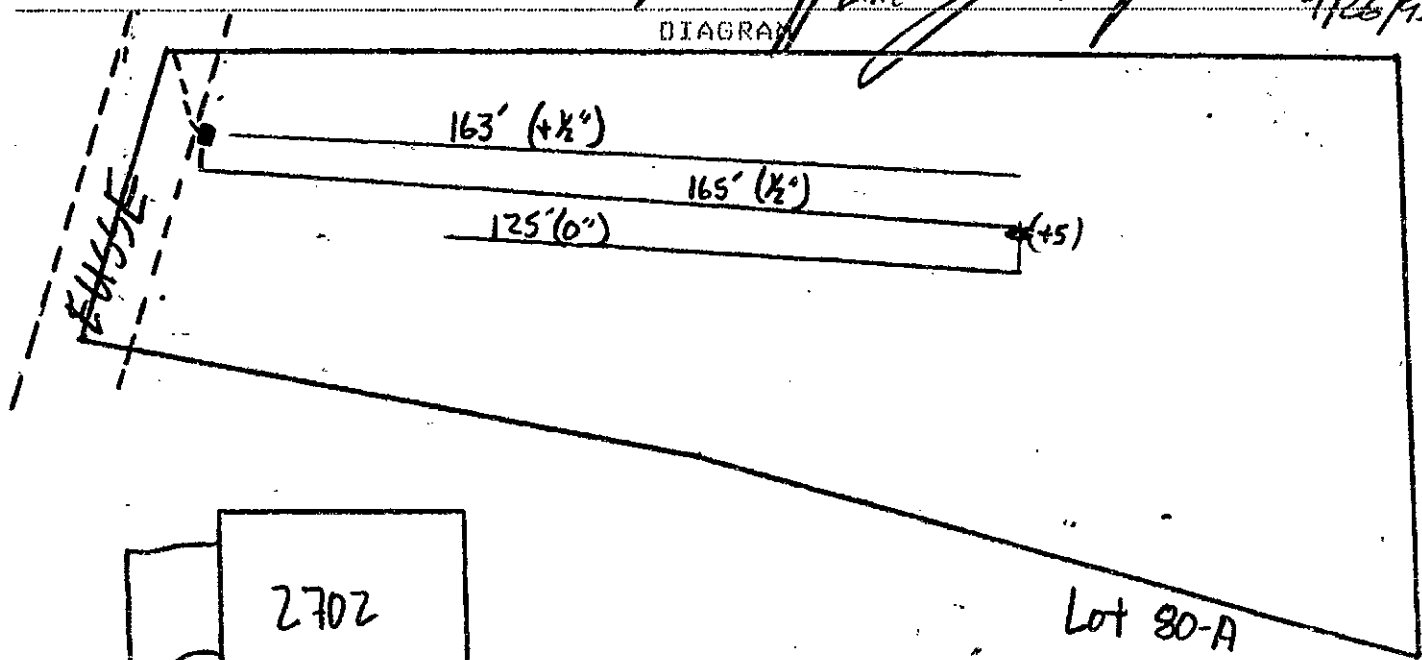 DIAGRAM
163' (+½")
165' (½")
125' (0")
(+5)
2702
Lot 80-A